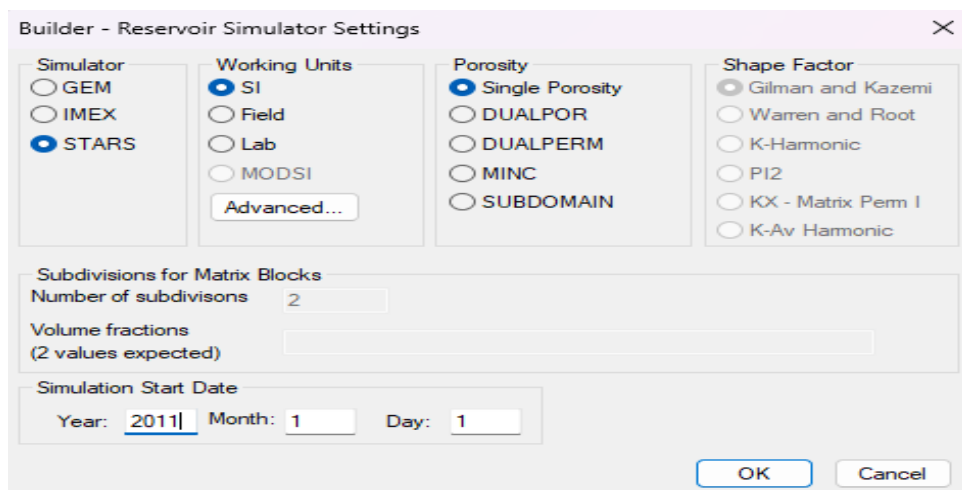 Builder - Reservoir Simulator Settings
Simulator
GEM
IMEX
STARS
Working Units
SI
Field
Lab
MODSI
Advanced...
Porosity
Single Porosity
DUALPOR
DUALPERM
MINC
SUBDOMAIN
Shape Factor
Gilman and Kazemi
Warren and Root
K-Harmonic
PI2
KX - Matrix Perm I
K-Av Harmonic
Subdivisions for Matrix Blocks
Number of subdivisons 2
Volume fractions
(2 values expected)
Simulation Start Date
Year: 2011 Month: 1 Day: 1
OK Cancel